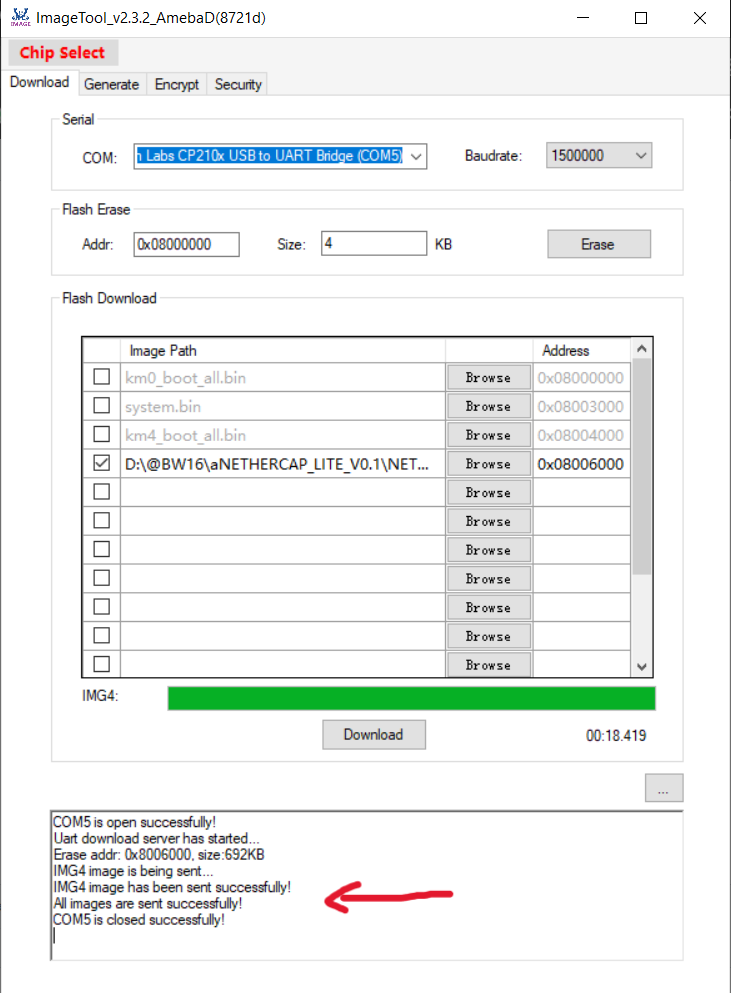 IMAGE
ImageTool_v2.3.2_AmebaD(8721d)
Chip Select
Download Generate Encrypt Security
Serial
COM: n Labs CP210x USB to UART Bridge (COM5) Baudrate: 1500000
Flash Erase
Addr: 0x08000000 Size: 4 KB Erase
Flash Download
Image Path Address
km0_boot_all.bin Browse 0x08000000
system.bin Browse 0x08003000
km4_boot_all.bin Browse 0x08004000
D:\@BW16\aNETHERCAP_LITE_V0.1\NET... Browse 0x08006000
Browse
Browse
Browse
Browse
Browse
Browse
Browse
IMG4:
Download 00:18.419
...
COM5 is open successfully!
Uart download server has started...
Erase addr: 0x8006000, size:692KB
IMG4 image is being sent...
IMG4 image has been sent successfully!
All images are sent successfully!
COM5 is closed successfully!